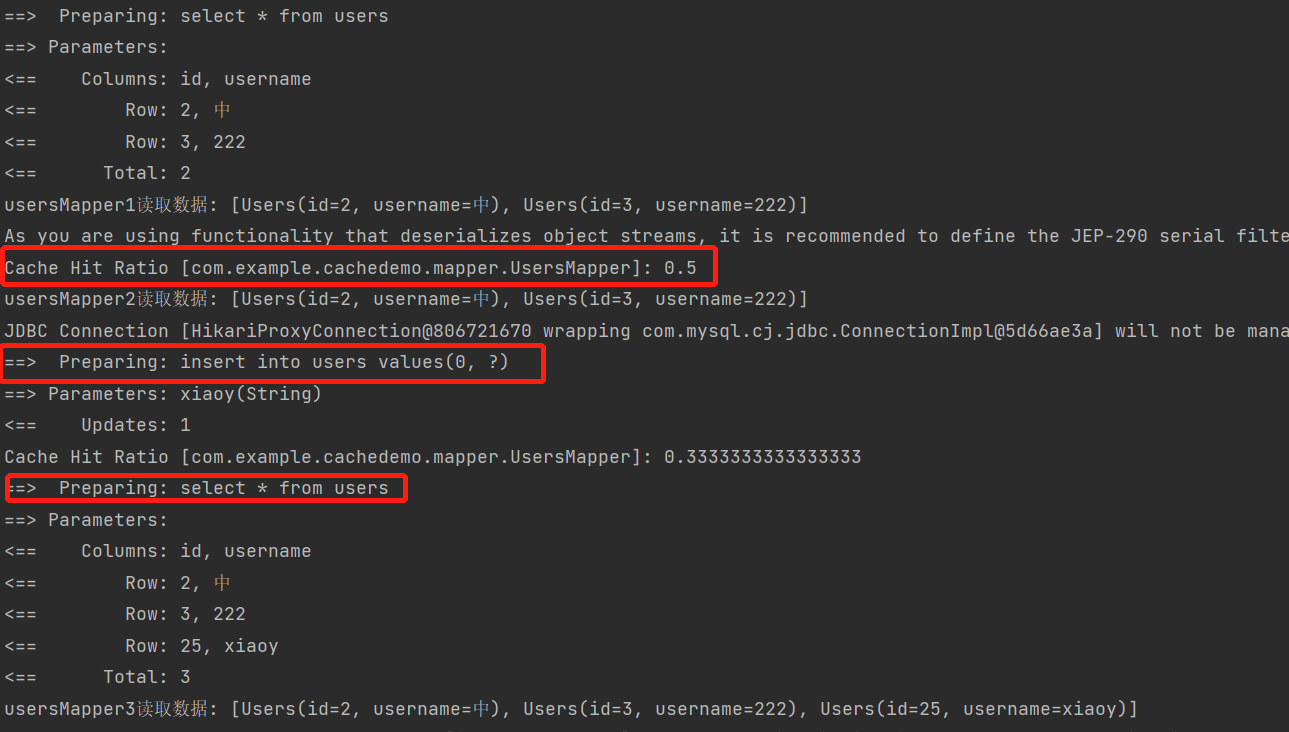 ==>  Preparing: select * from users
==> Parameters:
<==    Columns: id, username
<==        Row: 2, 中
<==        Row: 3, 222
<==      Total: 2
usersMapper1读取数据: [Users(id=2, username=中), Users(id=3, username=222)]
As you are using functionality that deserializes object streams, it is recommended to define the JEP-290 serial filte
Cache Hit Ratio [com.example.cachedemo.mapper.UsersMapper]: 0.5
usersMapper2读取数据: [Users(id=2, username=中), Users(id=3, username=222)]
JDBC Connection [HikariProxyConnection@806721670 wrapping com.mysql.cj.jdbc.ConnectionImpl@5d66ae3a] will not be mana
==>  Preparing: insert into users values(0, ?)
==> Parameters: xiaoy(String)
<==    Updates: 1
Cache Hit Ratio [com.example.cachedemo.mapper.UsersMapper]: 0.3333333333333333
==>  Preparing: select * from users
==> Parameters:
<==    Columns: id, username
<==        Row: 2, 中
<==        Row: 3, 222
<==        Row: 25, xiaoy
<==      Total: 3
usersMapper3读取数据: [Users(id=2, username=中), Users(id=3, username=222), Users(id=25, username=xiaoy)]